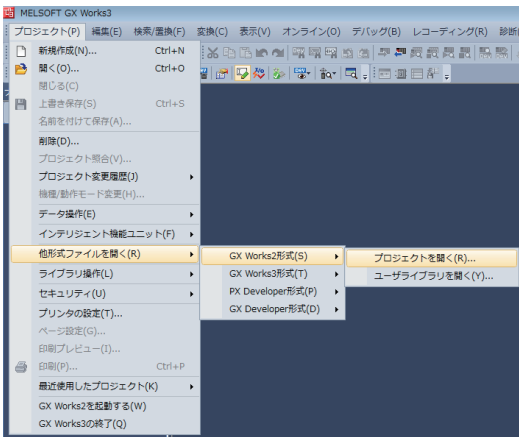 MELSOFT GX Works3
プロジェクト(P) 編集(E) 検索/置換(F) 変換(C) 表示(V) オンライン(O) デバッグ(B) レコーディング(R) 診断
新規作成(N)... Ctrl+N
開く(O)... Ctrl+O
閉じる(C)
上書き保存(S) Ctrl+S
名前を付けて保存(A)...
削除(D)...
プロジェクト照合(V)...
プロジェクト変更履歴(J)
機種/動作モード変更(H)...
データ操作(E)
インテリジェント機能ユニット(F)
他形式ファイルを開く(R) GX Works2形式(S) プロジェクトを開く(R)...
ライブラリ操作(L) GX Works3形式(T) ユーザライブラリを開く(Y)...
セキュリティ(U) PX Developer形式(P)
プリンタの設定(T)... GX Developer形式(D)
ページ設定(G)...
印刷プレビュー(I)...
印刷(P)... Ctrl+P
最近使用したプロジェクト(K)
GX Works2を起動する(W)
GX Works3の終了(Q)